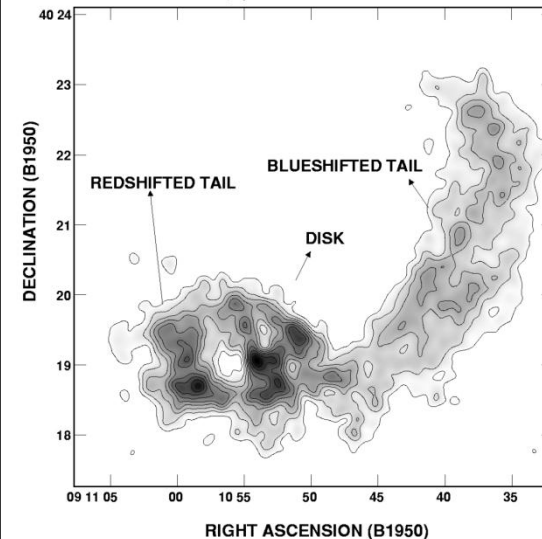 40 24
23
22
21
20
19
18
DECLINATION (B1950)
BLUESHIFTED TAIL
REDSHIFTED TAIL
DISK
09 11 05 00 10 55 50 45 40 35
RIGHT ASCENSION (B1950)